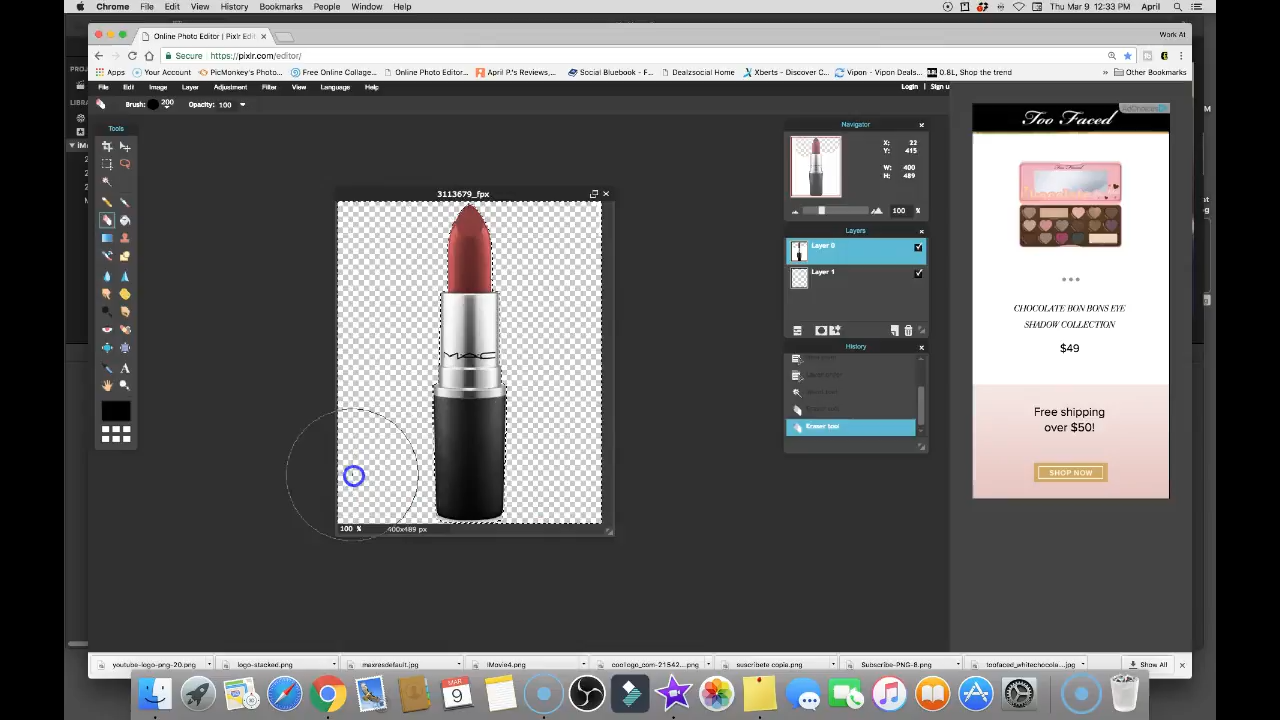 Chrome File Edit View History Bookmarks People Window Help
Thu Mar 9 12:33 PM April
Online Photo Editor | Pixlr Edi
Work At
Secure https://pixlr.com/editor/
Apps Your Account PicMonkey's Photo... Free Online Collage... Online Photo Editor... April P.'s Reviews,... Social Bluebook - F... Dealzsocial Home Xberts - Discover C... Vipon - Vipon Deals... 0.8L, Shop the trend » Other Bookmarks
File Edit Image Layer Adjustment Filter View Language Help
Login | Sign u
Brush: 200 Opacity: 100
Tools
3113679_fpx
MAC
100 % 400x489 px
Navigator
X: 22
Y: 415
W: 400
H: 489
100 %
Layers
Layer 0
Layer 1
History
Eraser tool
Too Faced
AdChoices
CHOCOLATE BON BONS EYE
SHADOW COLLECTION
$49
Free shipping
over $50!
SHOP NOW
youtube-logo-png-20.png logo-stacked.png maxresdefault.jpg iMovie4.png cooltext_com-21542... suscribete copia.png Subscribe-PNG-8.png toofaced_whitechocola....jpg Show All
MAR
9